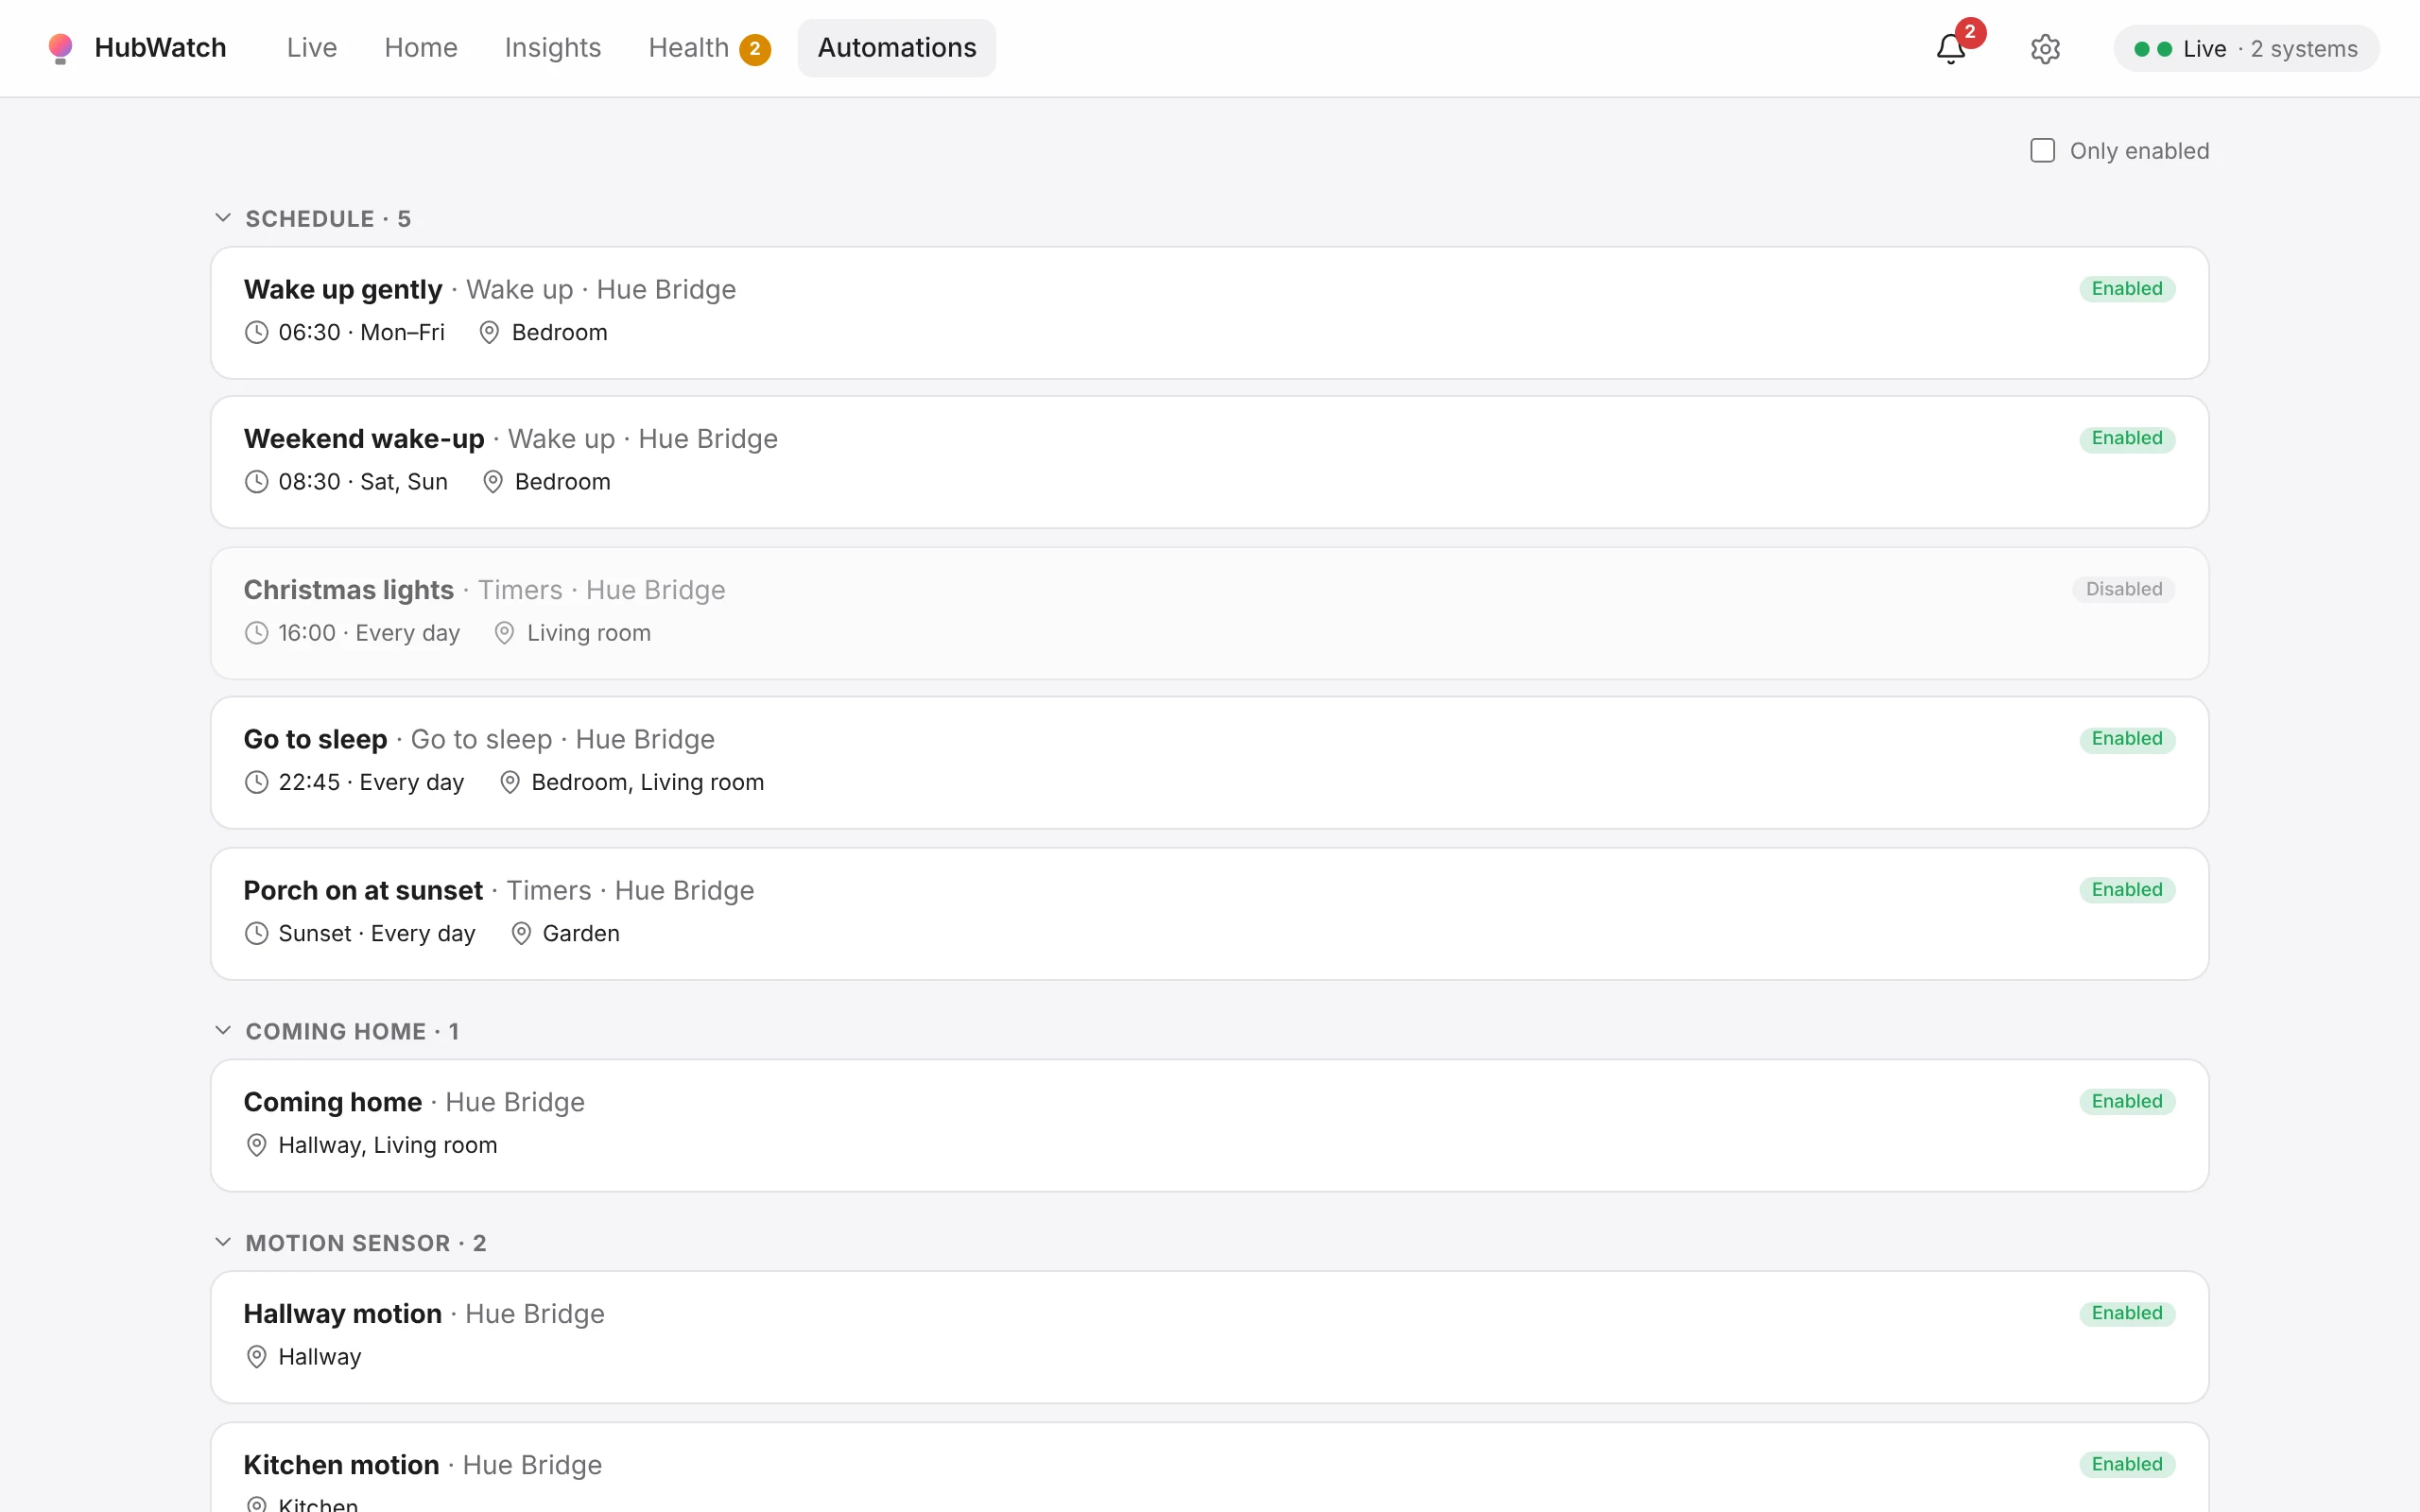 HubWatch Live Home Insights Health 2 Automations 2 Live · 2 systems
Only enabled
SCHEDULE · 5
Wake up gently · Wake up · Hue Bridge Enabled
06:30 · Mon–Fri Bedroom
Weekend wake-up · Wake up · Hue Bridge Enabled
08:30 · Sat, Sun Bedroom
Christmas lights · Timers · Hue Bridge Disabled
16:00 · Every day Living room
Go to sleep · Go to sleep · Hue Bridge Enabled
22:45 · Every day Bedroom, Living room
Porch on at sunset · Timers · Hue Bridge Enabled
Sunset · Every day Garden
COMING HOME · 1
Coming home · Hue Bridge Enabled
Hallway, Living room
MOTION SENSOR · 2
Hallway motion · Hue Bridge Enabled
Hallway
Kitchen motion · Hue Bridge Enabled
Kitchen